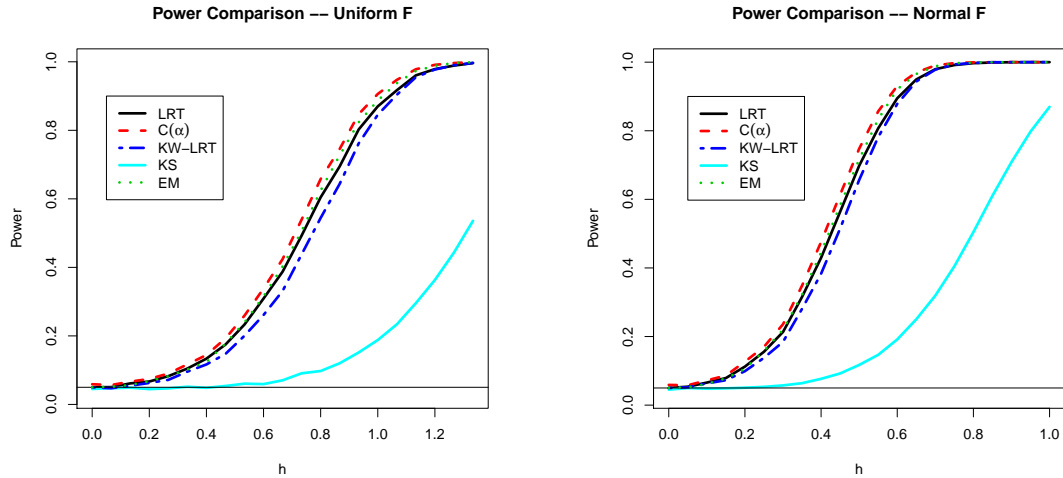 Power Comparison −− Uniform F
Power
1.0
0.8
0.6
0.4
0.2
0.0
LRT
C(α)
KW−LRT
KS
EM
0.0 0.2 0.4 0.6 0.8 1.0 1.2
h
Power Comparison −− Normal F
Power
1.0
0.8
0.6
0.4
0.2
0.0
LRT
C(α)
KW−LRT
KS
EM
0.0 0.2 0.4 0.6 0.8 1.0
h